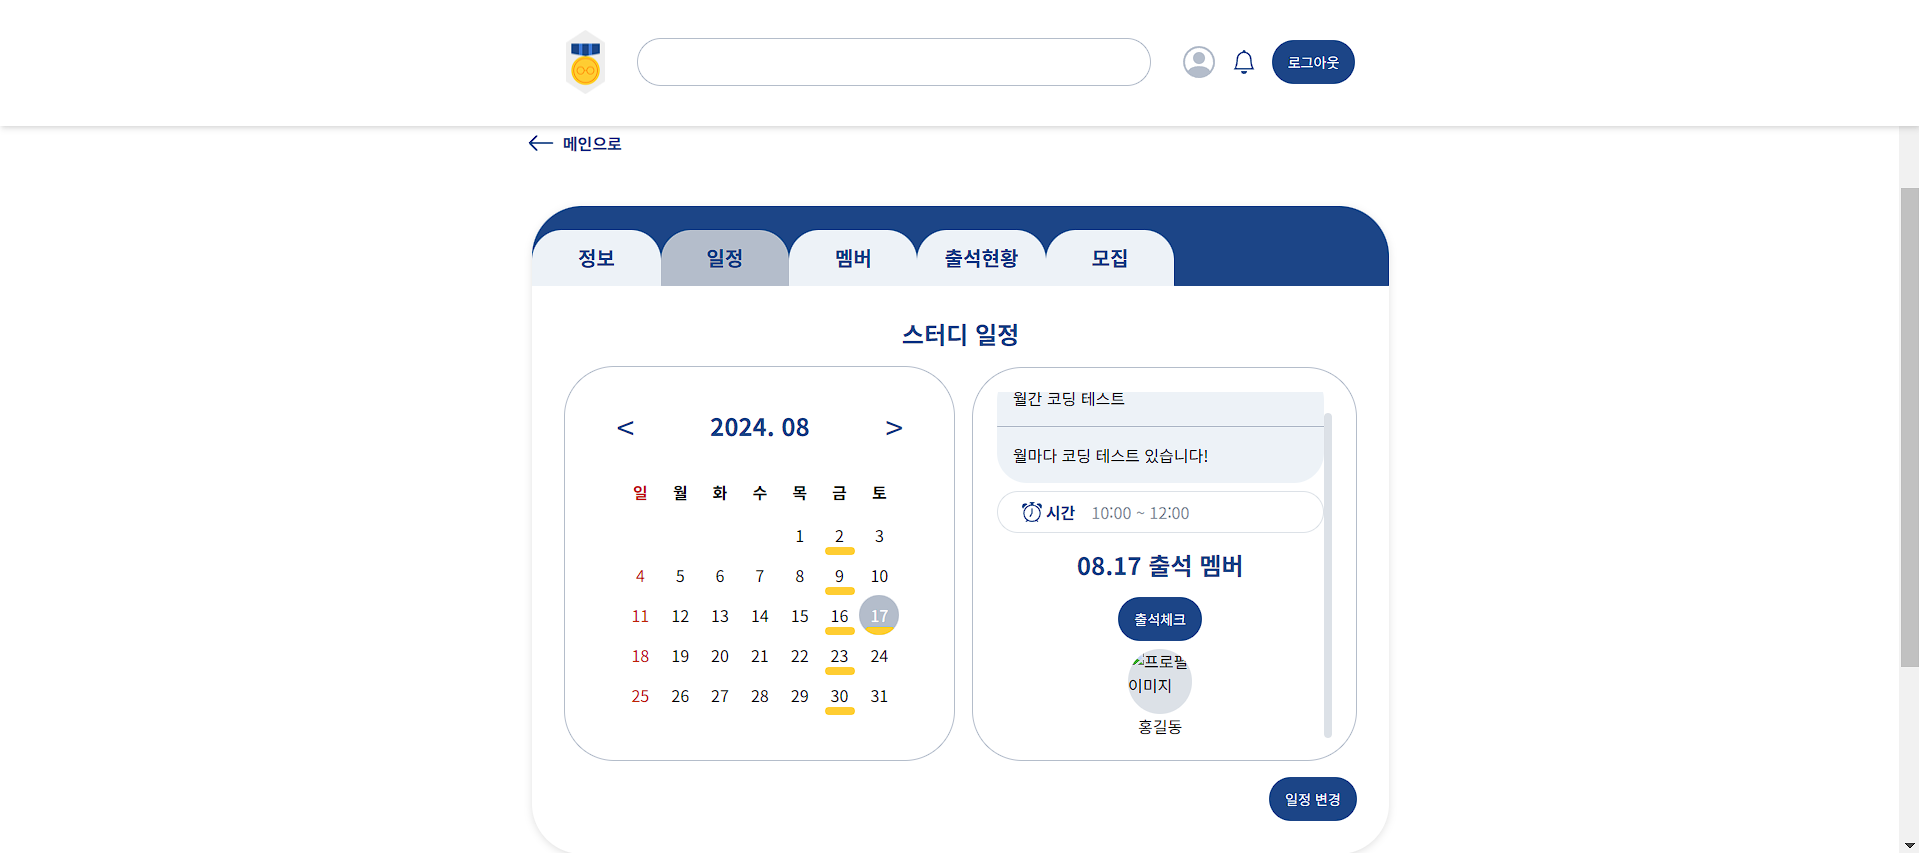 로그아웃
메인으로
정보 일정 멤버 출석현황 모집
스터디 일정
< 2024. 08 >
일 월 화 수 목 금 토
1 2 3
4 5 6 7 8 9 10
11 12 13 14 15 16 17
18 19 20 21 22 23 24
25 26 27 28 29 30 31
월간 코딩 테스트
월마다 코딩 테스트 있습니다!
시간 10:00 ~ 12:00
08.17 출석 멤버
출석체크
프로필
이미지
홍길동
일정 변경